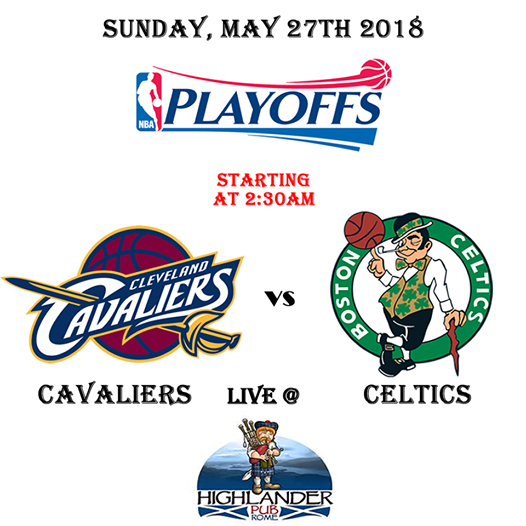 SUNDAY, MAY 27TH 2018
NBA PLAYOFFS
STARTING
AT 2:30AM
CLEVELAND
CAVALIERS
vs
BOSTON CELTICS
CAVALIERS LIVE @ CELTICS
HIGHLANDER
PUB
ROME